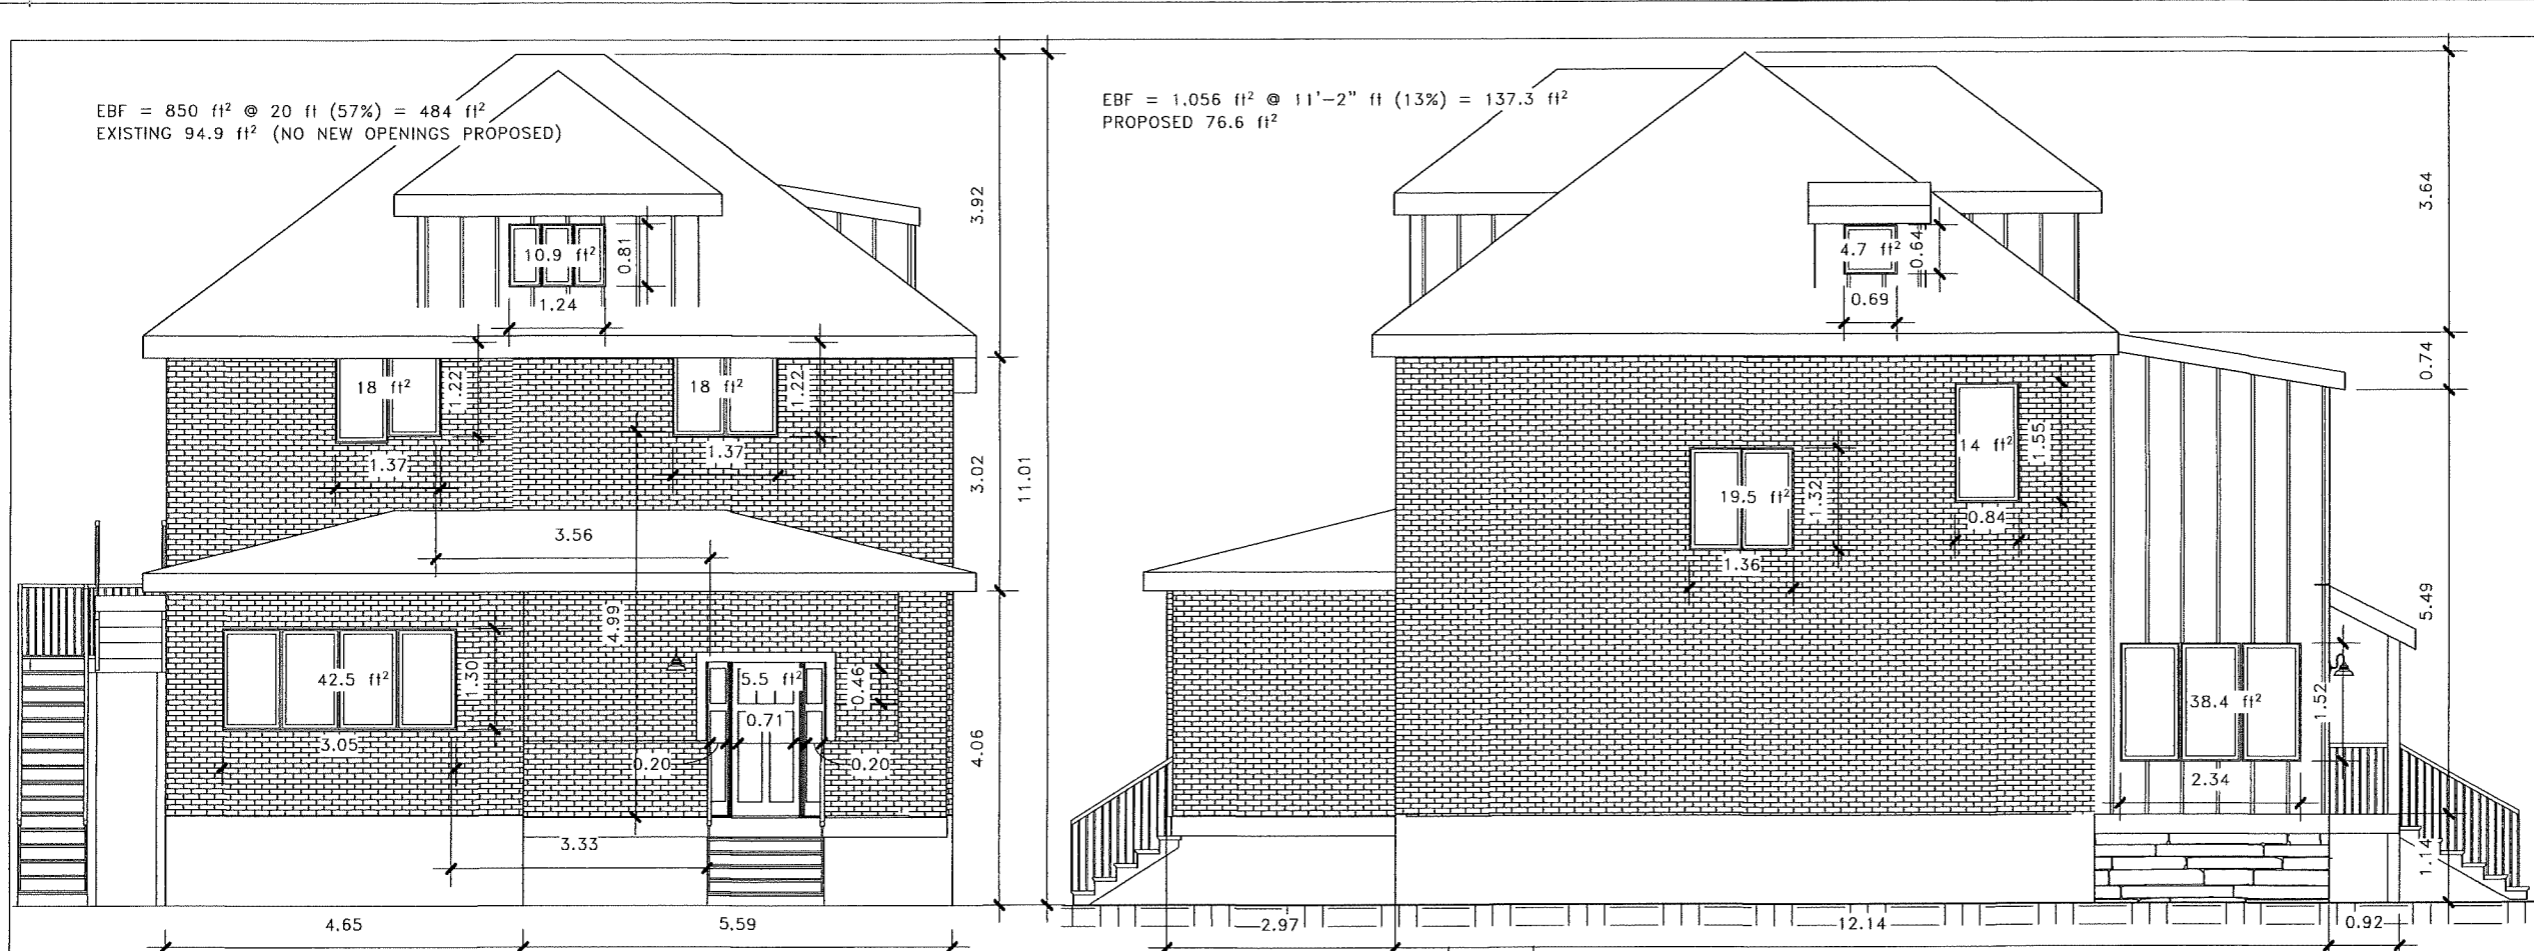 EBF = 850 ft² @ 20 ft (57%) = 484 ft²
EXISTING 94.9 ft² (NO NEW OPENINGS PROPOSED)
10.9 ft²
0.81
1.24
3.92
18 ft²
1.22
18 ft²
1.22
1.37
1.37
3.02
11.01
3.56
4.99
42.5 ft²
1.30
3.05
5.5 ft²
0.46
0.71
0.20
0.20
4.06
3.33
4.65
5.59
EBF = 1.056 ft² @ 11'-2" ft (13%) = 137.3 ft²
PROPOSED 76.6 ft²
4.7 ft²
0.64
0.69
3.64
0.74
14 ft²
1.55
0.84
19.5 ft²
1.32
1.36
5.49
38.4 ft²
1.52
2.34
1.14
2.97
12.14
0.92